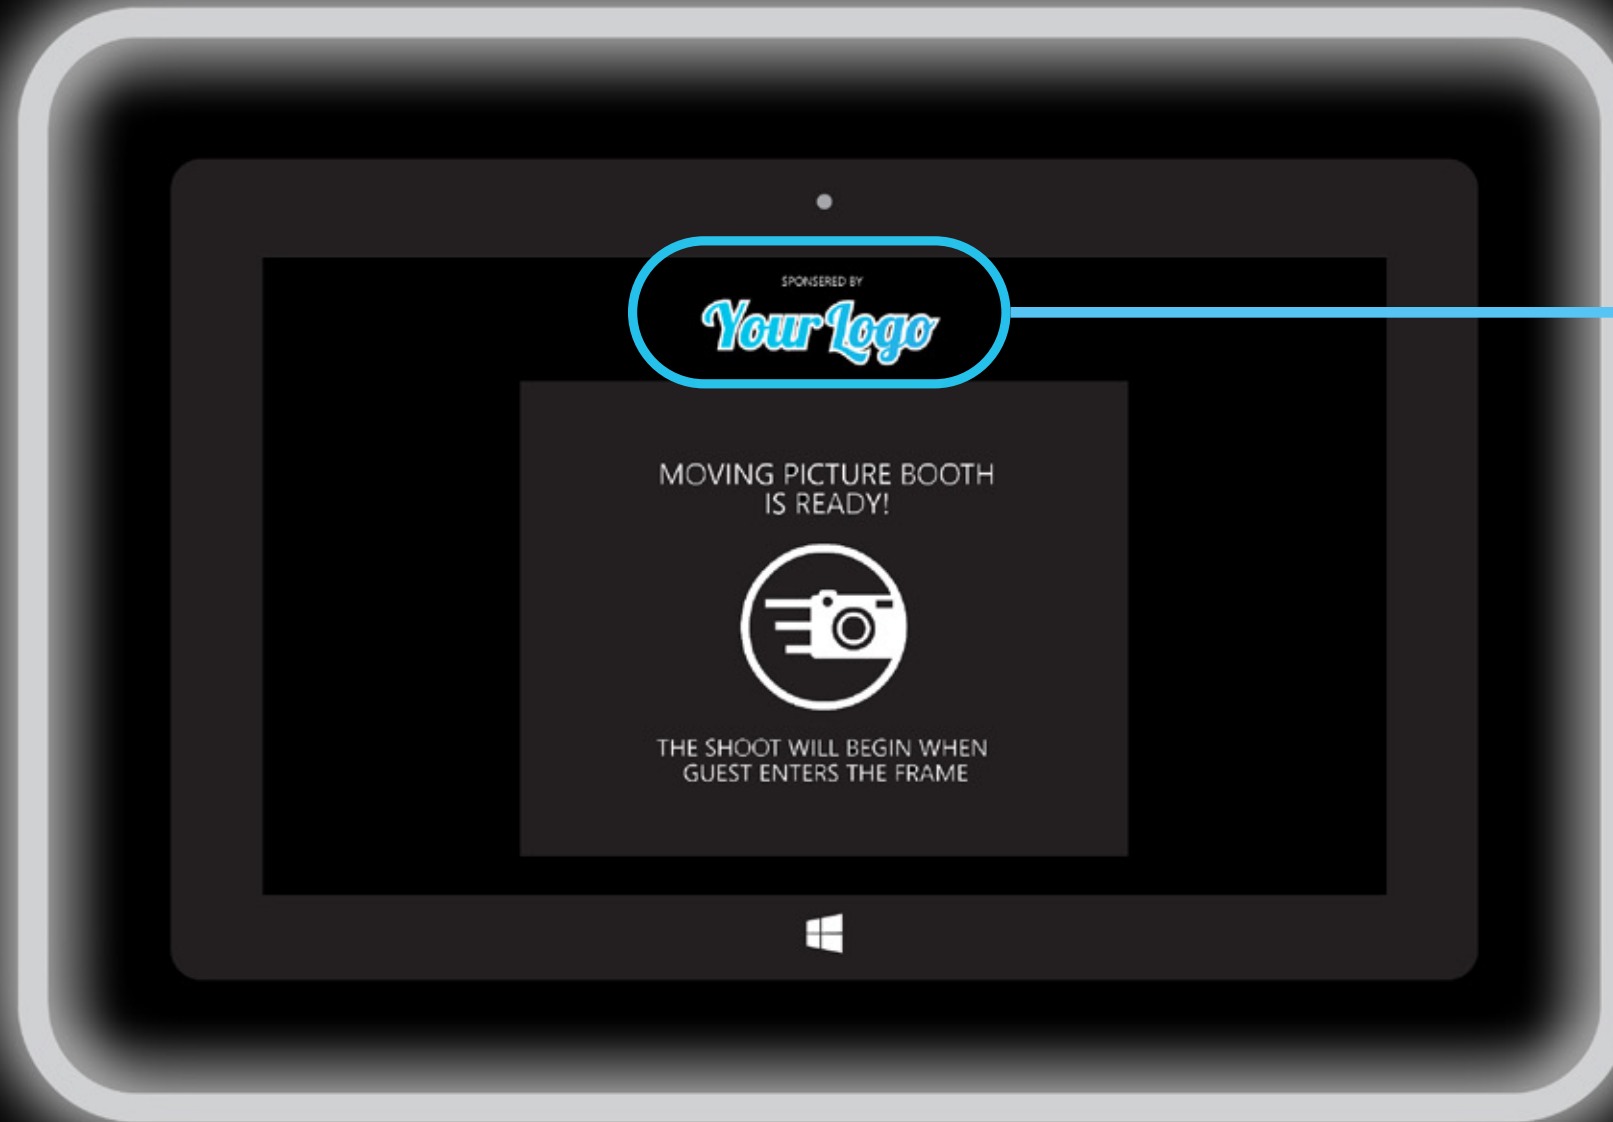 SPONSERED BY
Your Logo
MOVING PICTURE BOOTH
IS READY!
THE SHOOT WILL BEGIN WHEN
GUEST ENTERS THE FRAME